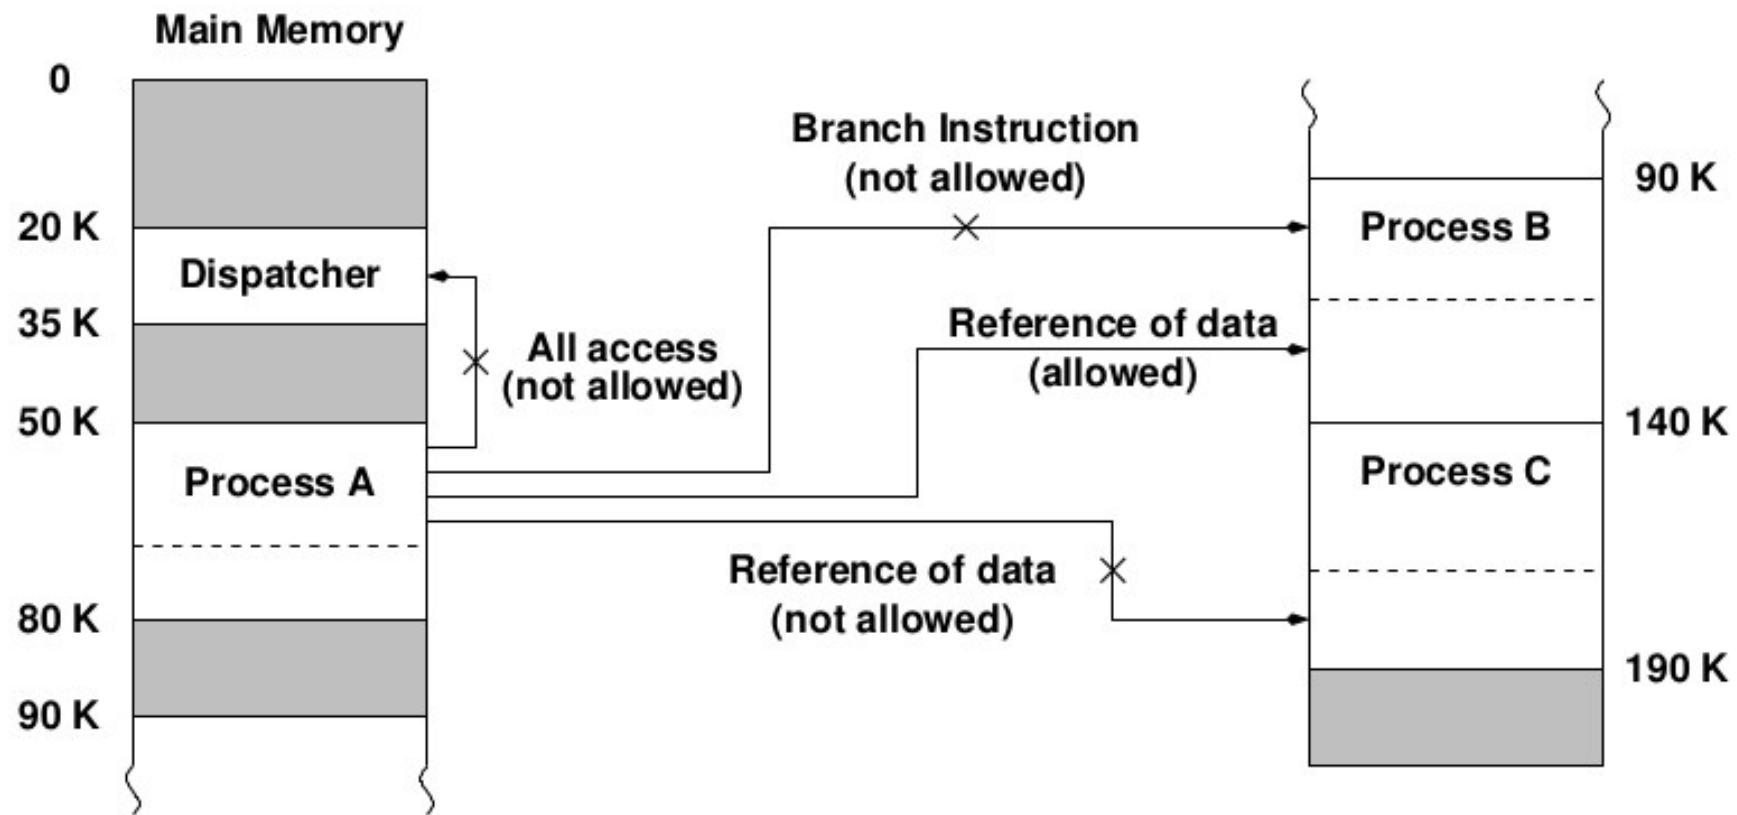 Main Memory
0
20 K
Dispatcher
35 K
All access
(not allowed)
50 K
Process A
80 K
90 K
Branch Instruction
(not allowed)
Reference of data
(allowed)
Reference of data
(not allowed)
90 K
Process B
140 K
Process C
190 K